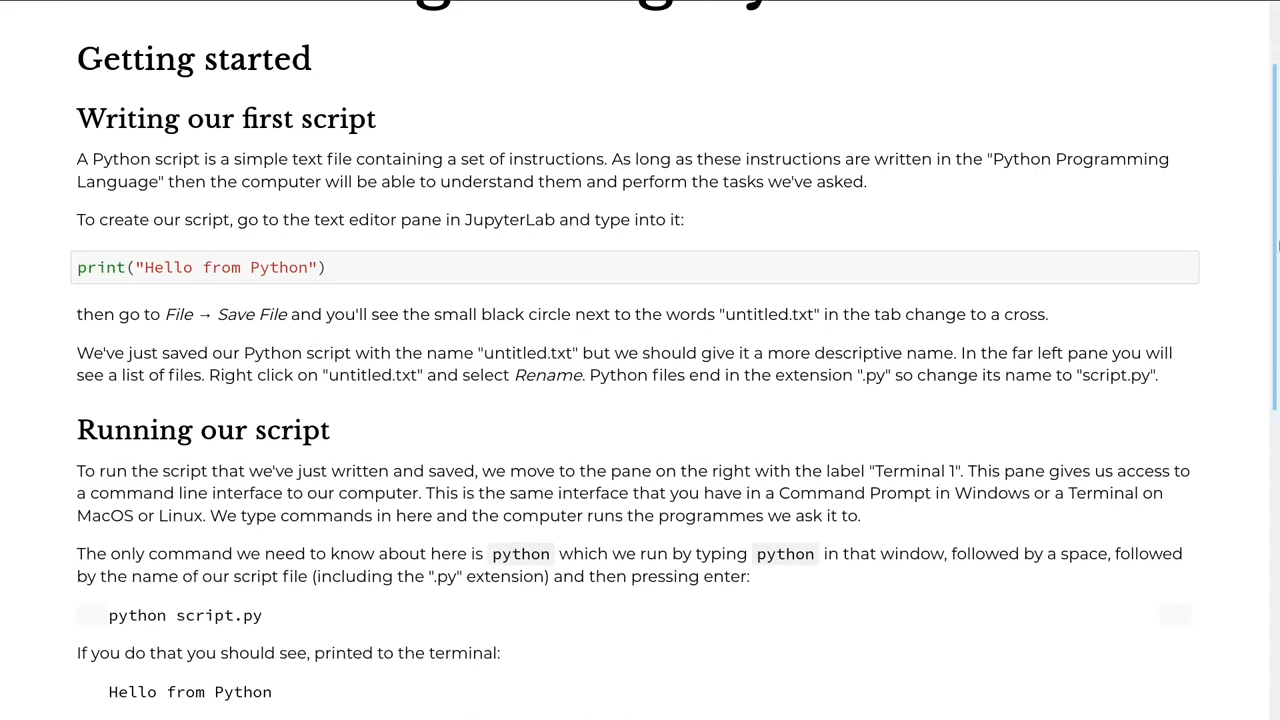 Getting started
Writing our first script
A Python script is a simple text file containing a set of instructions. As long as these instructions are written in the "Python Programming
Language" then the computer will be able to understand them and perform the tasks we've asked.
To create our script, go to the text editor pane in JupyterLab and type into it:
print("Hello from Python")
then go to File → Save File and you'll see the small black circle next to the words "untitled.txt" in the tab change to a cross.
We've just saved our Python script with the name "untitled.txt" but we should give it a more descriptive name. In the far left pane you will
see a list of files. Right click on "untitled.txt" and select Rename. Python files end in the extension ".py" so change its name to "script.py".
Running our script
To run the script that we've just written and saved, we move to the pane on the right with the label "Terminal 1". This pane gives us access to
a command line interface to our computer. This is the same interface that you have in a Command Prompt in Windows or a Terminal on
MacOS or Linux. We type commands in here and the computer runs the programmes we ask it to.
The only command we need to know about here is python which we run by typing python in that window, followed by a space, followed
by the name of our script file (including the ".py" extension) and then pressing enter:
python script.py
If you do that you should see, printed to the terminal:
Hello from Python